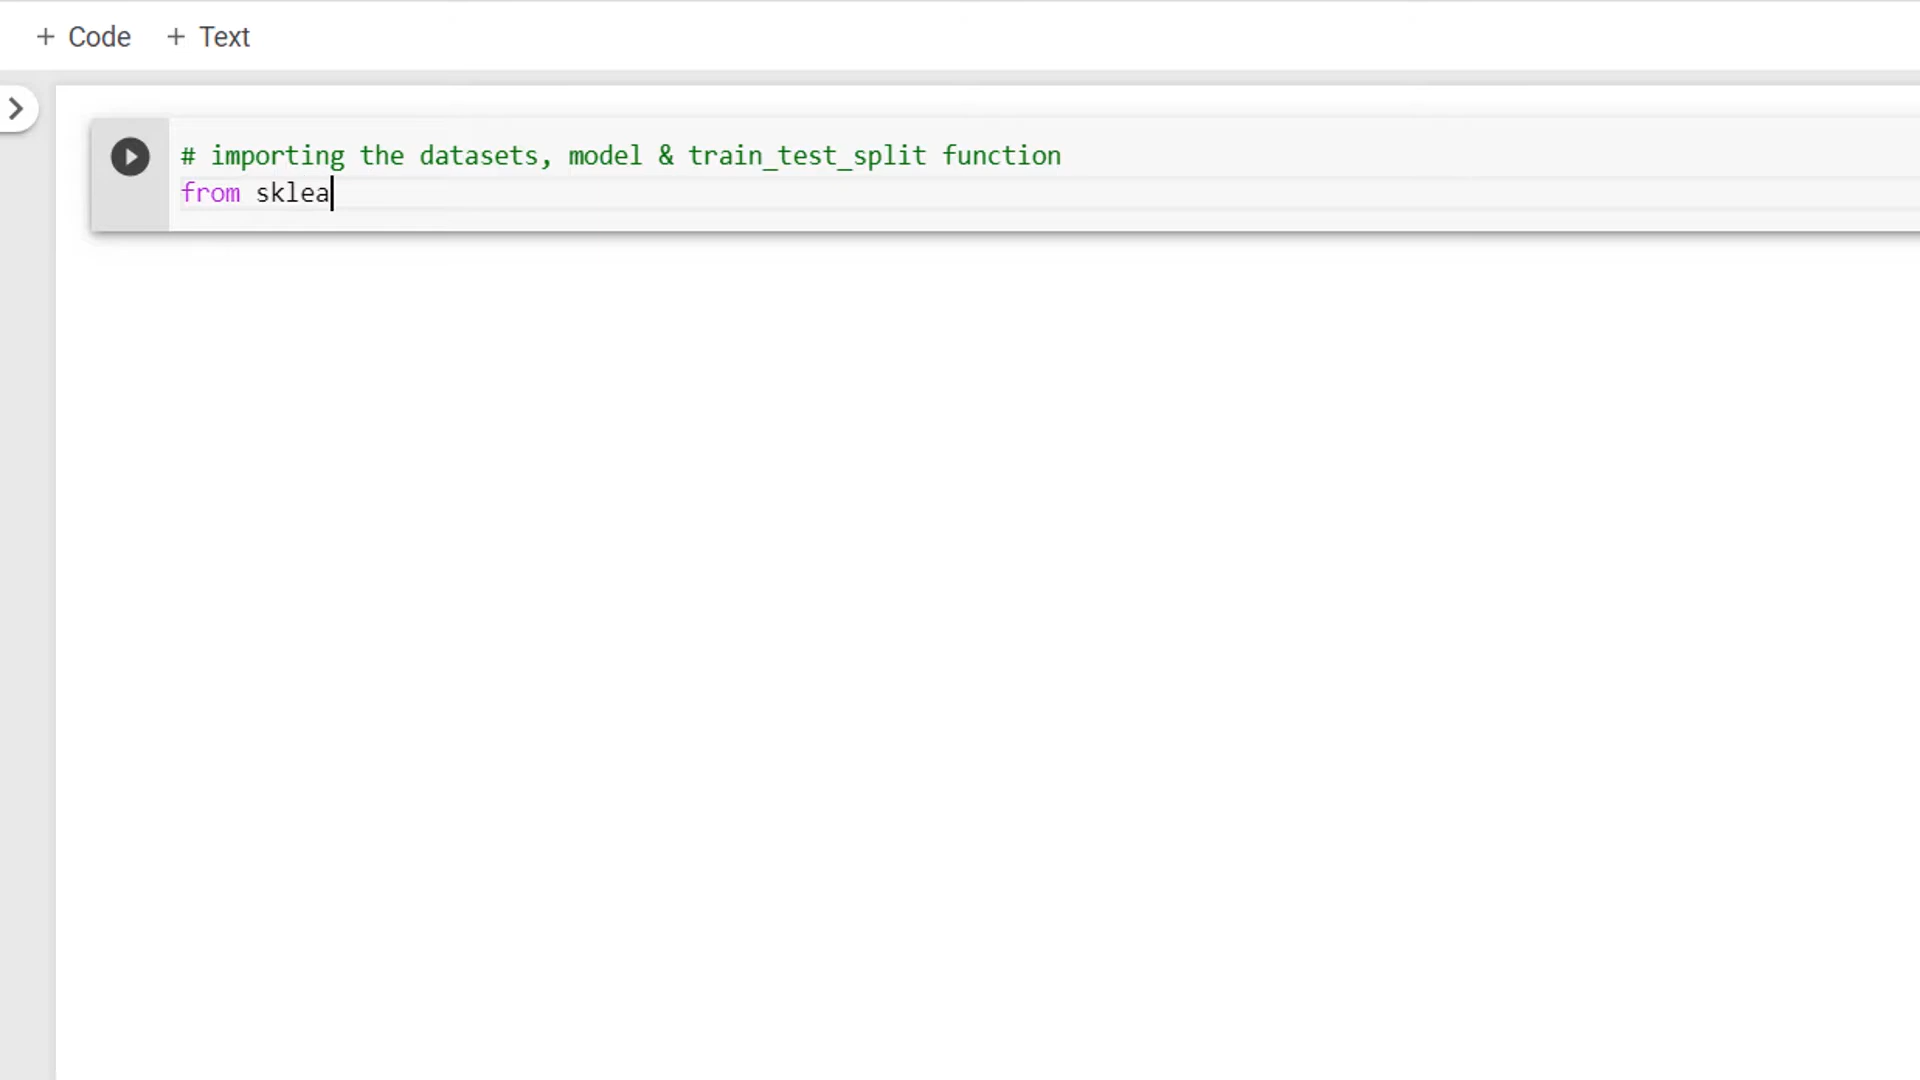 + Code + Text
# importing the datasets, model & train_test_split function
from sklea